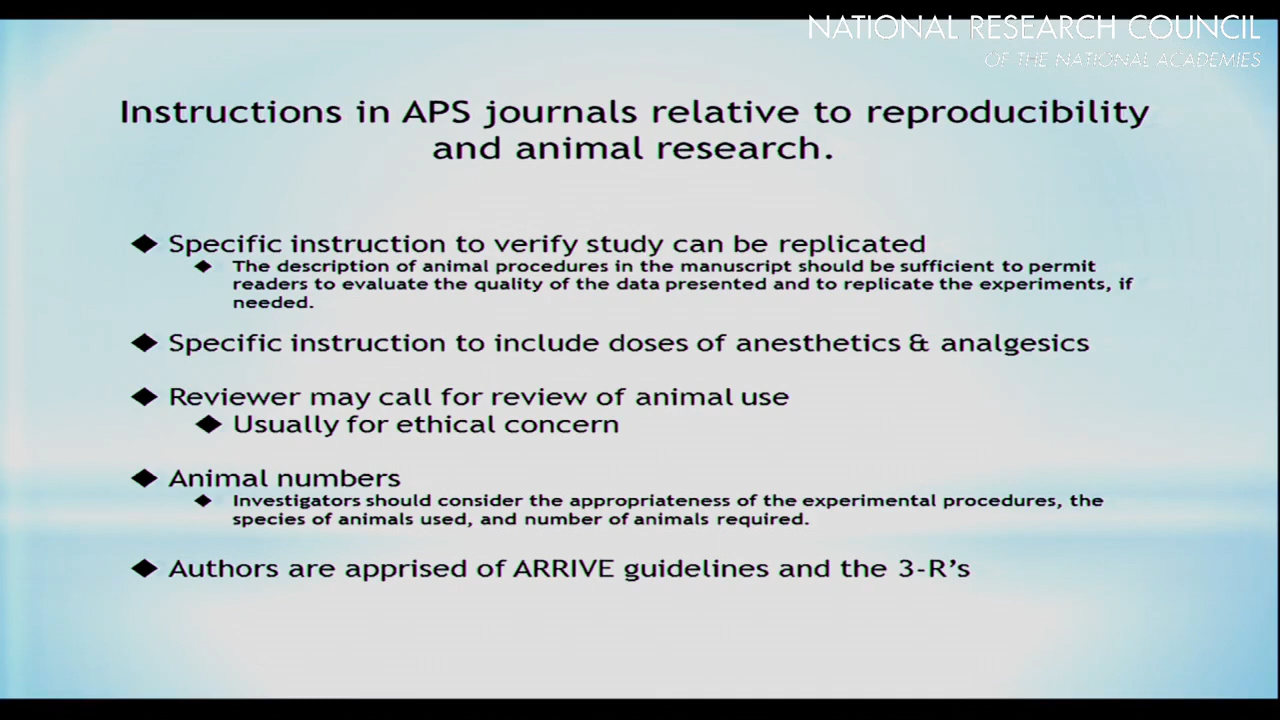 NATIONAL RESEARCH COUNCIL
OF THE NATIONAL ACADEMIES
Instructions in APS journals relative to reproducibility
and animal research.
Specific instruction to verify study can be replicated
The description of animal procedures in the manuscript should be sufficient to permit
readers to evaluate the quality of the data presented and to replicate the experiments, if
needed.
Specific instruction to include doses of anesthetics & analgesics
Reviewer may call for review of animal use
Usually for ethical concern
Animal numbers
Investigators should consider the appropriateness of the experimental procedures, the
species of animals used, and number of animals required.
Authors are apprised of ARRIVE guidelines and the 3-R’s